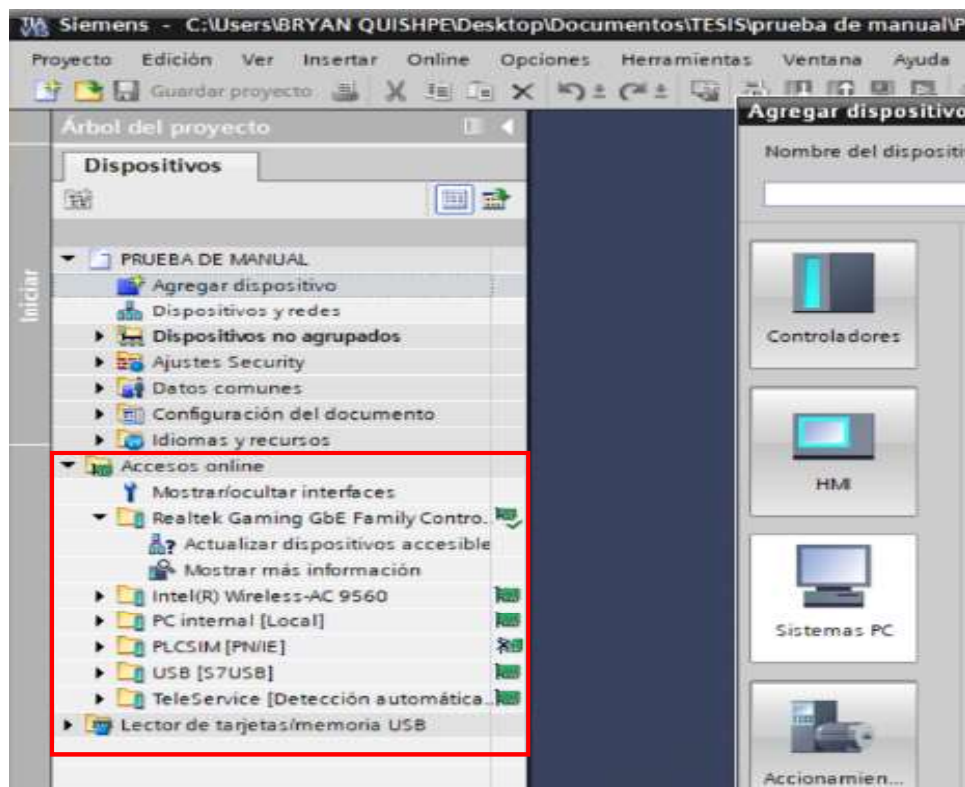 Siemens - C:\Users\BRYAN QUISHPE\Desktop\Documentos\TESIS\prueba de manual\P
Proyecto Edición Ver Insertar Online Opciones Herramientas Ventana Ayuda
Guardar proyecto
Árbol del proyecto
Dispositivos
Iniciar
PRUEBA DE MANUAL
Agregar dispositivo
Dispositivos y redes
Dispositivos no agrupados
Ajustes Security
Datos comunes
Configuración del documento
Idiomas y recursos
Accesos online
Mostrar/ocultar interfaces
Realtek Gaming GbE Family Contro..
Actualizar dispositivos accesible
Mostrar más información
Intel(R) Wireless-AC 9560
PC internal [Local]
PLCSIM [PN/IE]
USB [S7USB]
TeleService [Detección automática..
Lector de tarjetas/memoria USB
Agregar dispositivo
Nombre del dispositi
Controladores
HMI
Sistemas PC
Accionamien...